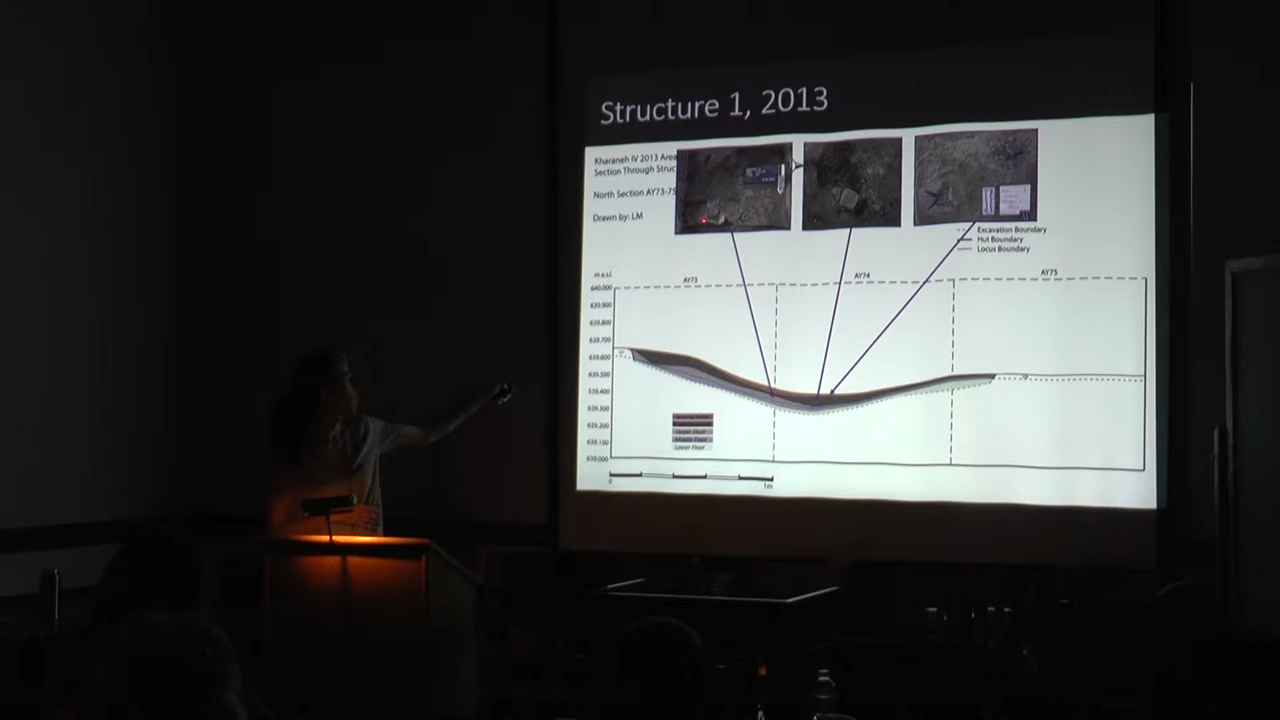 Structure 1, 2013
Kharaneh IV 2013 Area
Section Through Struc
North Section AY73-75
Drawn by: LM
Excavation Boundary
Hut Boundary
Locus Boundary
m a.s.l.
AY73
AY74
AY75
640.000
639.900
639.800
639.700
639.600
639.500
639.400
639.300
639.200
639.100
639.000
Upper Floor
Middle Floor
Lower Floor
0
1m